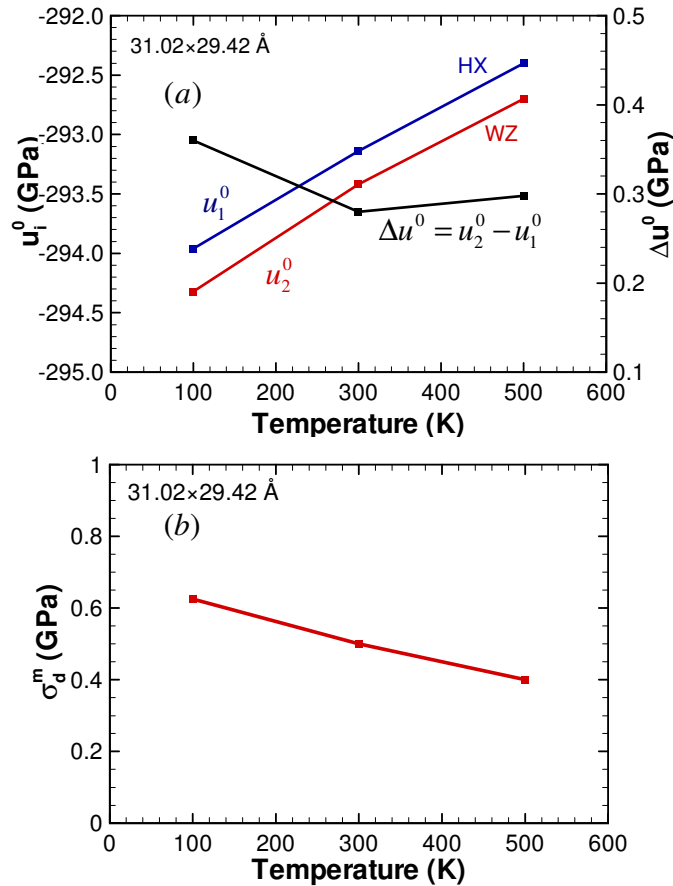 31.02×29.42 Å
(a)
HX
WZ
u₁⁰
u₂⁰
Δu⁰ = u₂⁰ − u₁⁰
-292.0
-292.5
-293.0
-293.5
-294.0
-294.5
-295.0
uᵢ⁰ (GPa)
0.5
0.4
0.3
0.2
0.1
Δu⁰ (GPa)
0 100 200 300 400 500 600
Temperature (K)
31.02×29.42 Å
(b)
1
0.8
0.6
0.4
0.2
0
σ_d^m (GPa)
0 100 200 300 400 500 600
Temperature (K)